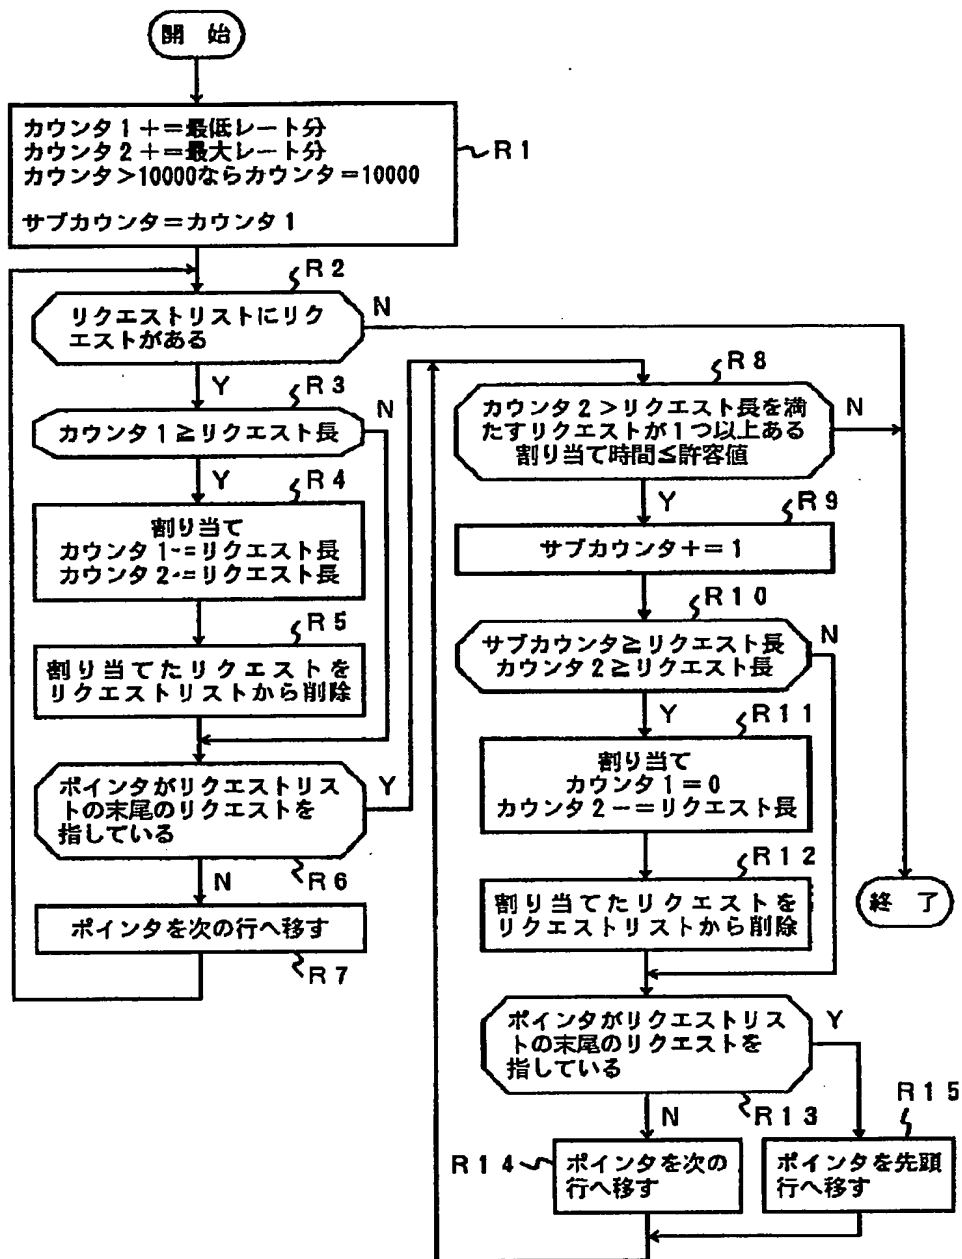 開 始
カウンタ1+=最低レート分
カウンタ2+=最大レート分
カウンタ>10000ならカウンタ=10000
サブカウンタ=カウンタ1
R1
R2
リクエストリストにリク
エストがある
N
Y
R3
カウンタ1≧リクエスト長
N
Y
R4
割り当て
カウンタ1-=リクエスト長
カウンタ2-=リクエスト長
R5
割り当てたリクエストを
リクエストリストから削除
ポインタがリクエストリス
トの末尾のリクエストを
指している
Y
R6
N
ポインタを次の行へ移す
R7
R8
カウンタ2>リクエスト長を満
たすリクエストが1つ以上ある
割り当て時間≦許容値
N
Y
R9
サブカウンタ+=1
R10
サブカウンタ≧リクエスト長
カウンタ2≧リクエスト長
N
Y
R11
割り当て
カウンタ1=0
カウンタ2-=リクエスト長
R12
割り当てたリクエストを
リクエストリストから削除
終 了
ポインタがリクエストリス
トの末尾のリクエストを
指している
Y
R13
N
R14
ポインタを次の
行へ移す
R15
ポインタを先頭
行へ移す